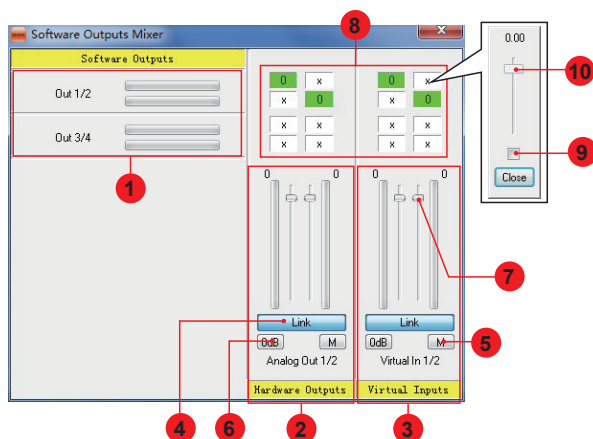 Software Outputs Mixer
8
0.00
Software Outputs
0 x 0 x
10
Out 1/2
x 0 x 0
x x x x
Out 3/4
x x x x
9
Close
1
0 0 0 0
7
Link Link
0dB M 0dB M
5
Analog Out 1/2 Virtual In 1/2
Hardware Outputs Virtual Inputs
4 6 2 3